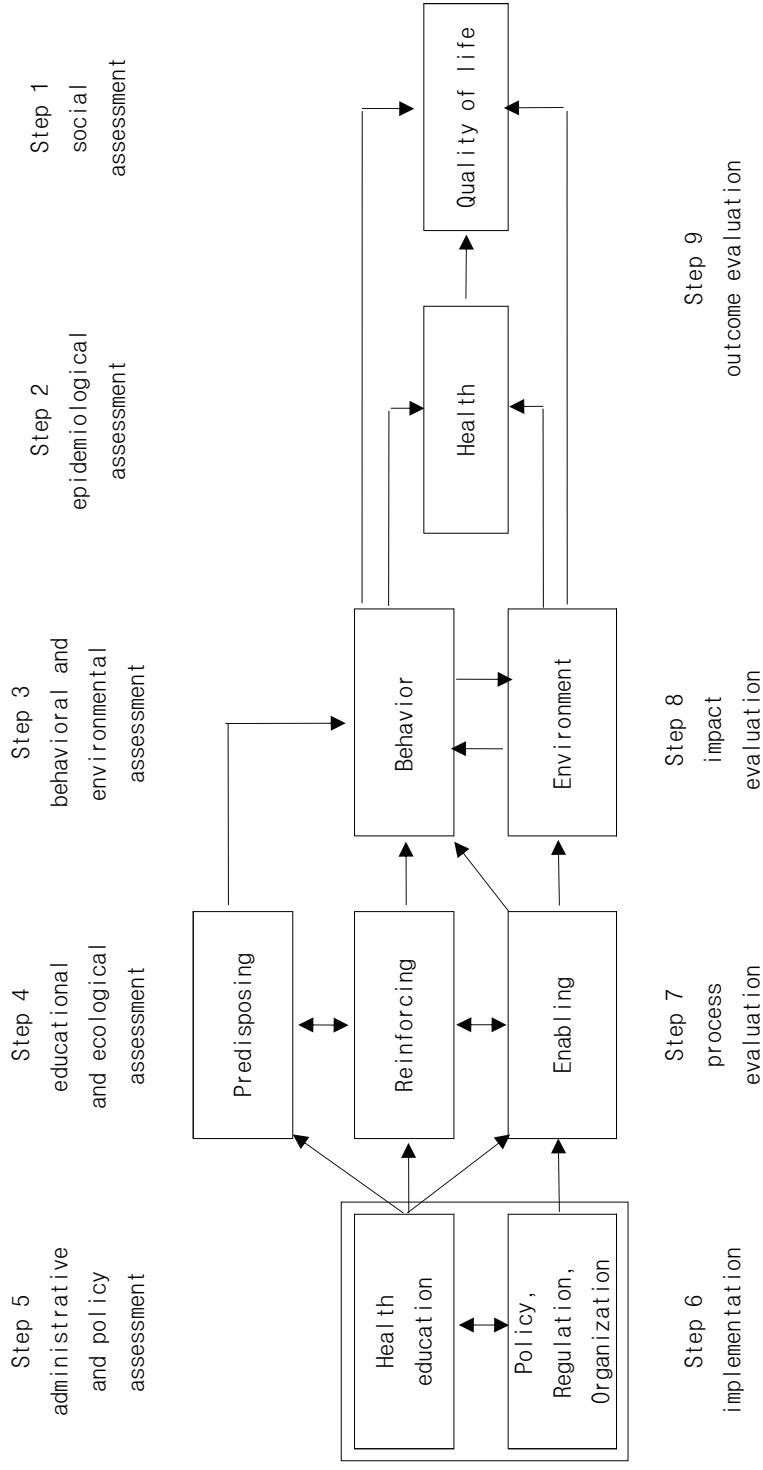 Step 5
administrative
and policy
assessment
Step 4
educational
and ecological
assessment
Step 3
behavioral and
environmental
assessment
Step 2
epidemiological
assessment
Step 1
social
assessment
Predisposing
Health
education
Reinforcing
Behavior
Health
Quality of life
Policy,
Regulation,
Organization
Enabling
Environment
Step 6
implementation
Step 7
process
evaluation
Step 8
impact
evaluation
Step 9
outcome evaluation